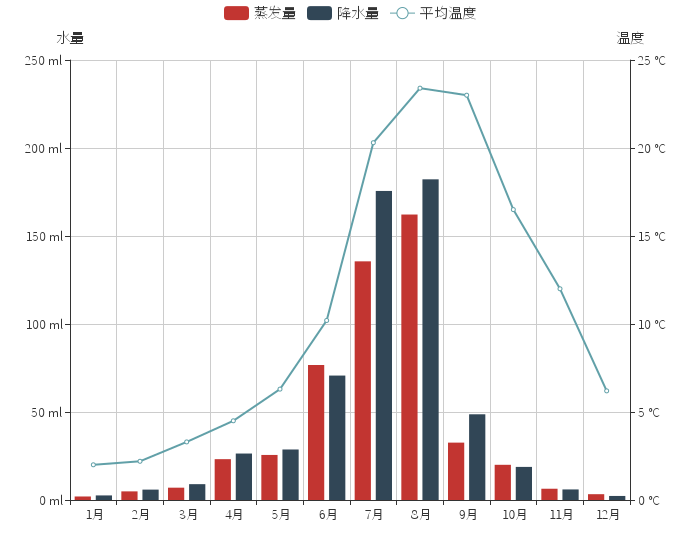 蒸发量 降水量 平均温度
水量 温度
250 ml 25 °C
200 ml 20 °C
150 ml 15 °C
100 ml 10 °C
50 ml 5 °C
0 ml 0 °C
1月 2月 3月 4月 5月 6月 7月 8月 9月 10月 11月 12月